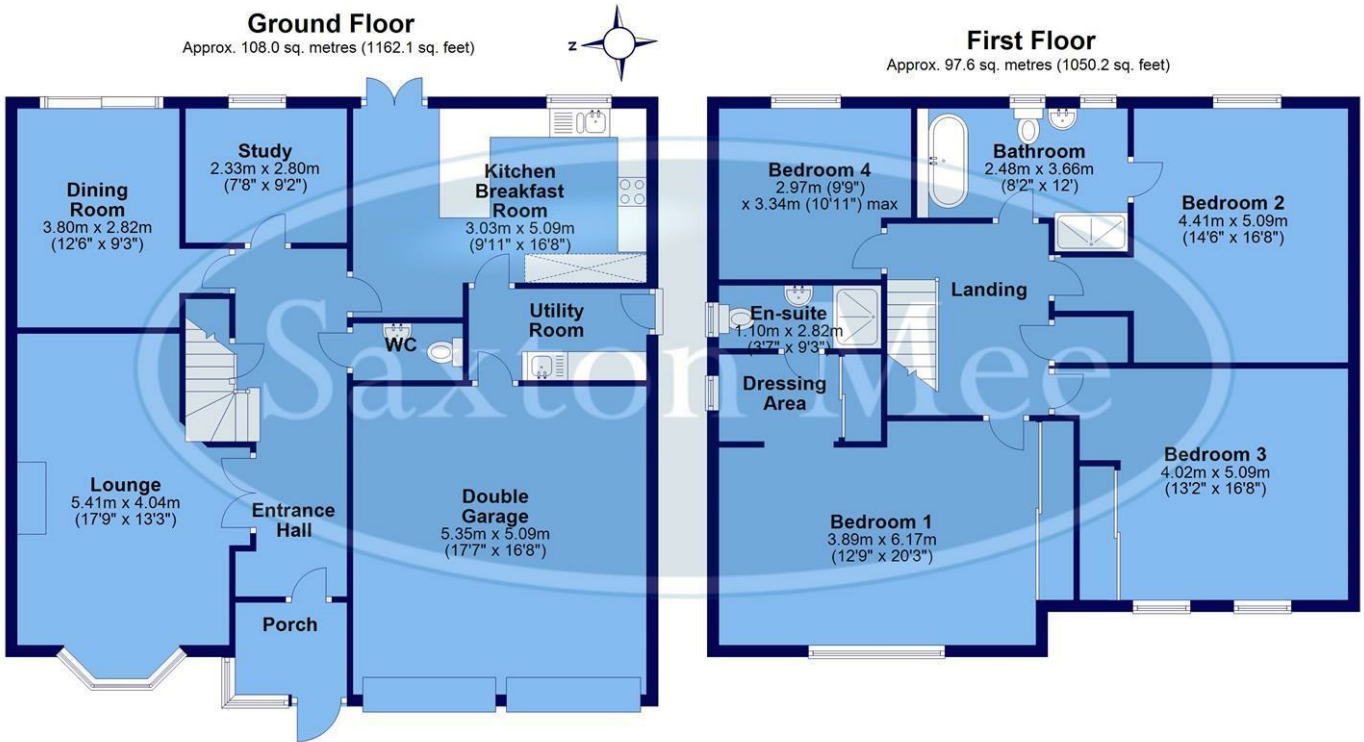 Ground Floor
Approx. 108.0 sq. metres (1162.1 sq. feet)
N
First Floor
Approx. 97.6 sq. metres (1050.2 sq. feet)
Dining
Room
3.80m x 2.82m
(12'6" x 9'3")
Study
2.33m x 2.80m
(7'8" x 9'2")
Kitchen
Breakfast
Room
3.03m x 5.09m
(9'11" x 16'8")
Utility
Room
WC
Lounge
5.41m x 4.04m
(17'9" x 13'3")
Entrance
Hall
Double
Garage
5.35m x 5.09m
(17'7" x 16'8")
Porch
Bedroom 4
2.97m (9'9")
x 3.34m (10'11") max
Bathroom
2.48m x 3.66m
(8'2" x 12')
Bedroom 2
4.41m x 5.09m
(14'6" x 16'8")
Landing
En-suite
1.10m x 2.82m
(3'7" x 9'3")
Dressing
Area
Bedroom 1
3.89m x 6.17m
(12'9" x 20'3")
Bedroom 3
4.02m x 5.09m
(13'2" x 16'8")
Saxton Mee